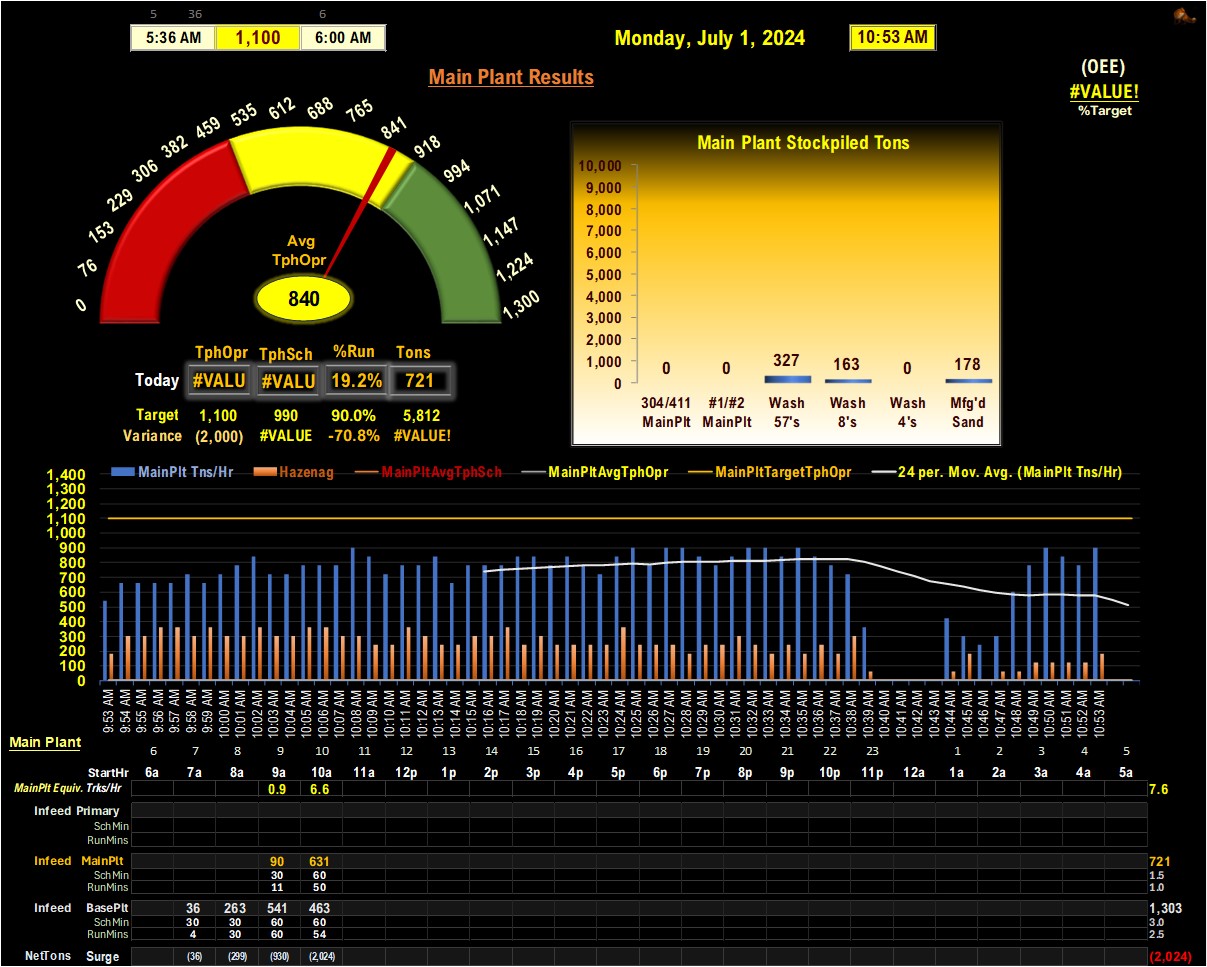 5 36 6
5:36 AM 1,100 6:00 AM
Monday, July 1, 2024 10:53 AM
(OEE)
#VALUE!
%Target
Main Plant Results
0 76 153 229 306 382 459 535 612 688 765 841 918 994 1,071 1,147 1,224 1,300
Avg
TphOpr
840
TphOpr TphSch %Run Tons
Today #VALU #VALU 19.2% 721
Target 1,100 990 90.0% 5,812
Variance (2,000) #VALUE -70.8% #VALUE!
Main Plant Stockpiled Tons
10,000
9,000
8,000
7,000
6,000
5,000
4,000
3,000
2,000
1,000
0
0 0 327 163 0 178
304/411 #1/#2 Wash Wash Wash Mfg'd
MainPlt MainPlt 57's 8's 4's Sand
MainPlt Tns/Hr Hazenag MainPltAvgTphSch MainPltAvgTphOpr MainPltTargetTphOpr 24 per. Mov. Avg. (MainPlt Tns/Hr)
1,400
1,300
1,200
1,100
1,000
900
800
700
600
500
400
300
200
100
0
9:53 AM 9:54 AM 9:55 AM 9:56 AM 9:57 AM 9:58 AM 9:59 AM 10:00 AM 10:01 AM 10:02 AM 10:03 AM 10:04 AM 10:05 AM 10:06 AM 10:07 AM 10:08 AM 10:09 AM 10:10 AM 10:11 AM 10:12 AM 10:13 AM 10:14 AM 10:15 AM 10:16 AM 10:17 AM 10:18 AM 10:19 AM 10:20 AM 10:21 AM 10:22 AM 10:23 AM 10:24 AM 10:25 AM 10:26 AM 10:27 AM 10:28 AM 10:29 AM 10:30 AM 10:31 AM 10:32 AM 10:33 AM 10:34 AM 10:35 AM 10:36 AM 10:37 AM 10:38 AM 10:39 AM 10:40 AM 10:41 AM 10:42 AM 10:43 AM 10:44 AM 10:45 AM 10:46 AM 10:47 AM 10:48 AM 10:49 AM 10:50 AM 10:51 AM 10:52 AM 10:53 AM
Main Plant
6 7 8 9 10 11 12 13 14 15 16 17 18 19 20 21 22 23 1 2 3 4 5
StartHr 6a 7a 8a 9a 10a 11a 12p 1p 2p 3p 4p 5p 6p 7p 8p 9p 10p 11p 12a 1a 2a 3a 4a 5a
MainPlt Equiv. Trks/Hr 0.9 6.6 7.6
Infeed Primary
SchMin
RunMins
Infeed MainPlt 90 631 721
SchMin 30 60 1.5
RunMins 11 50 1.0
Infeed BasePlt 36 263 541 463 1,303
SchMin 30 30 60 60 3.0
RunMins 4 30 60 54 2.5
NetTons Surge (36) (299) (930) (2,024) (2,024)